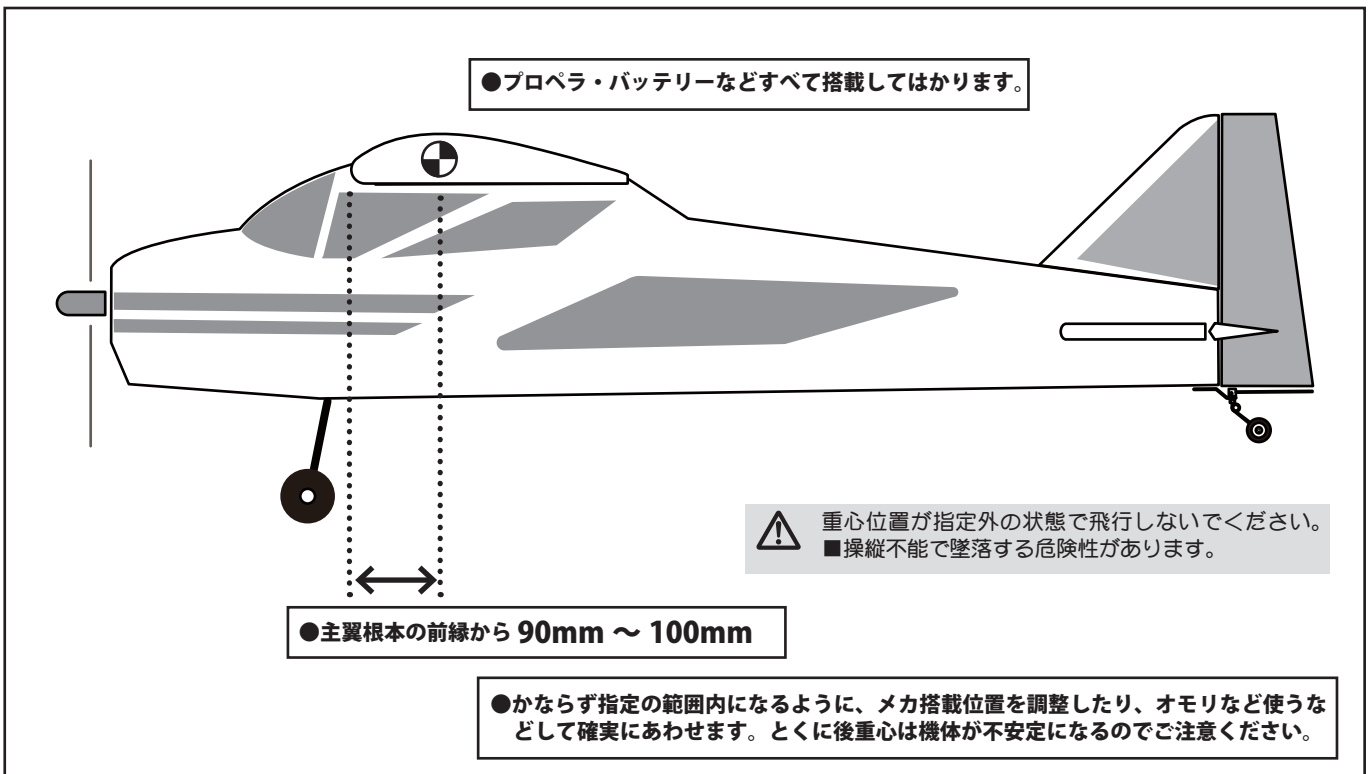 ●プロペラ・バッテリーなどすべて搭載してはかります。
重心位置が指定外の状態で飛行しないでください。
■操縦不能で墜落する危険性があります。
●主翼根本の前縁から 90mm ～ 100mm
●かならず指定の範囲内になるように、メカ搭載位置を調整したり、オモリなど使うな
どして確実にあわせます。とくに後重心は機体が不安定になるのでご注意ください。